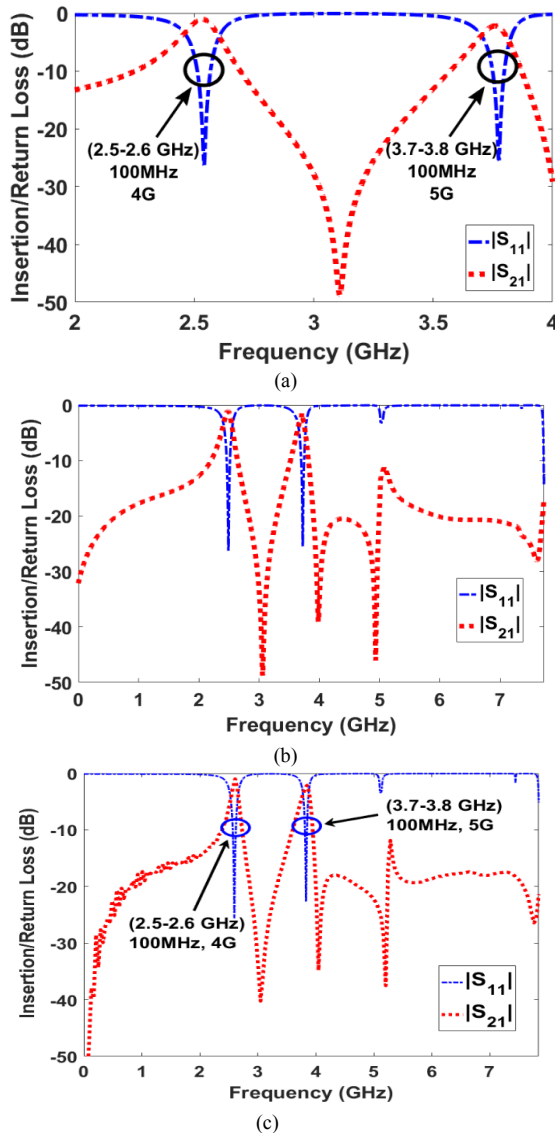 Insertion/Return Loss (dB)
0
-10
-20
-30
-40
-50
(2.5-2.6 GHz)
100MHz
4G
(3.7-3.8 GHz)
100MHz
5G
|S11|
|S21|
2
2.5
3
3.5
4
Frequency (GHz)
(a)
Insertion/Return Loss (dB)
0
-10
-20
-30
-40
-50
|S11|
|S21|
0
1
2
3
4
5
6
7
Frequency (GHz)
(b)
Insertion/Return Loss (dB)
0
-10
-20
-30
-40
-50
(3.7-3.8 GHz)
100MHz, 5G
(2.5-2.6 GHz)
100MHz, 4G
|S11|
|S21|
0
1
2
3
4
5
6
7
Frequency (GHz)
(c)